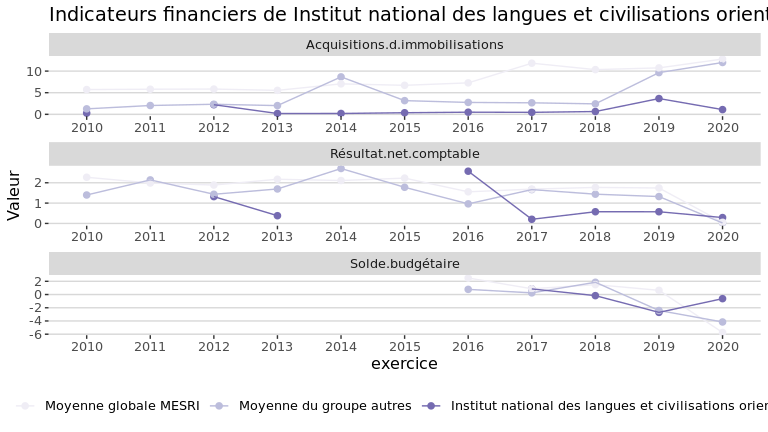 Indicateurs financiers de Institut national des langues et civilisations orient
Acquisitions.d.immobilisations
10
5
0
2010 2011 2012 2013 2014 2015 2016 2017 2018 2019 2020
Résultat.net.comptable
2
1
0
2010 2011 2012 2013 2014 2015 2016 2017 2018 2019 2020
Solde.budgétaire
2
0
-2
-4
-6
2010 2011 2012 2013 2014 2015 2016 2017 2018 2019 2020
Valeur
exercice
Moyenne globale MESRI Moyenne du groupe autres Institut national des langues et civilisations orien